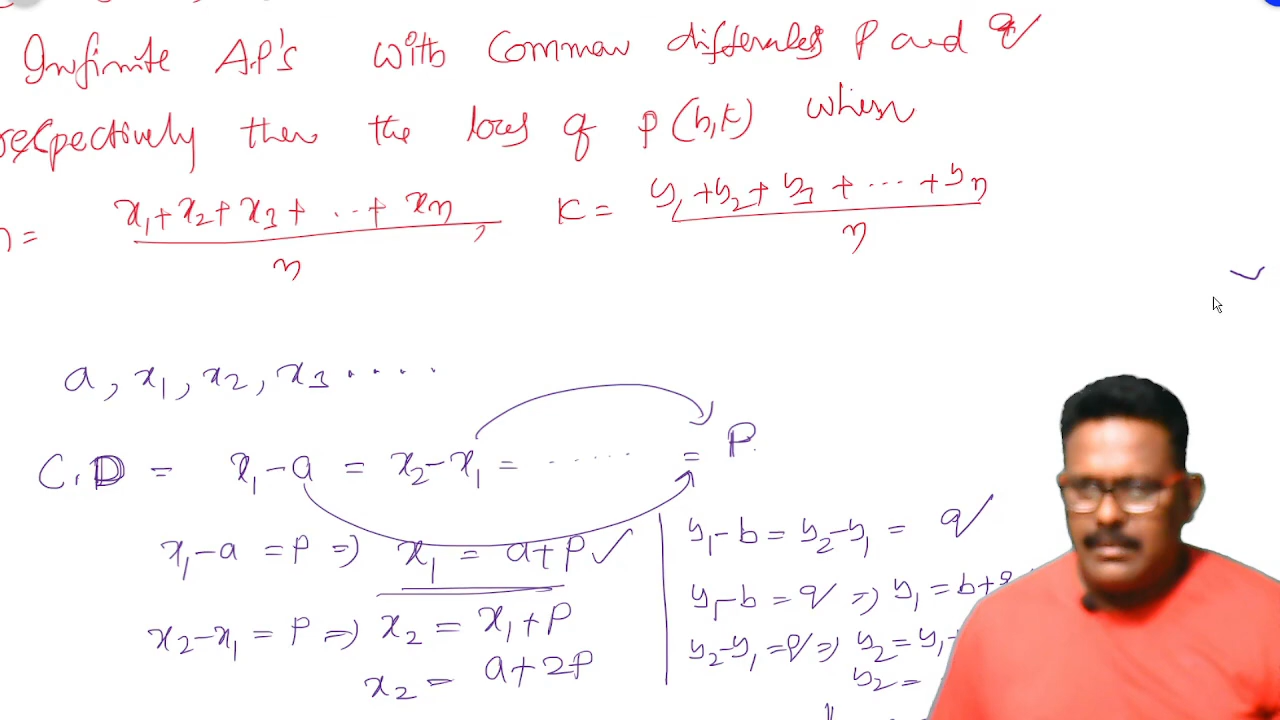 Infinite A.P's with common differales P and q
respectively then the locus of P(h,k) where
x1+x2+x3+ ...+ xn / n , K = y1+y2+y3+ ... +yn / n
a, x1, x2, x3 ....
C.D = x1-a = x2-x1 = ..... = P.
x1-a =P => x1 = a+P ✓
x2-x1 = P => x2 = x1+P
x2 = a+2P
y1-b = y2-y1 = q
y1-b = q => y1 = b+q
y2-y1 =q => y2 = y1+
y2 =